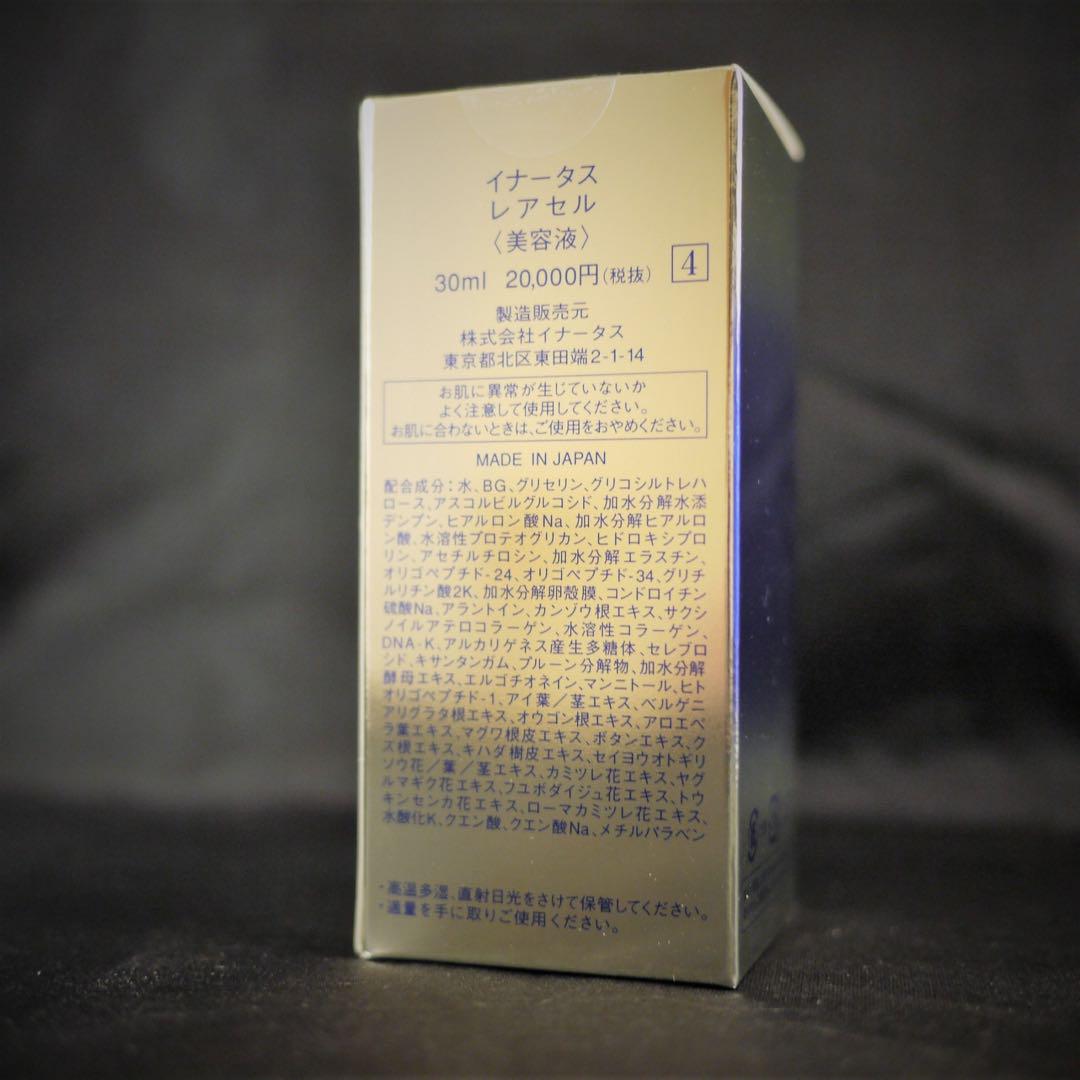 イナータス
レアセル
〈美容液〉
30ml 20,000円(税抜)
4
製造販売元
株式会社イナータス
東京都北区東田端2-1-14
お肌に異常が生じていないか
よく注意して使用してください。
お肌に合わないときは、ご使用をおやめください。
MADE IN JAPAN
配合成分：水、BG、グリセリン、グリコシルトレハ
ロース、アスコルビルグルコシド、加水分解水添
デンプン、ヒアルロン酸Na、加水分解ヒアルロ
ン酸、水溶性プロテオグリカン、ヒドロキシプロ
リン、アセチルチロシン、加水分解エラスチン、
オリゴペプチド-24、オリゴペプチド-34、グリチ
ルリチン酸2K、加水分解卵殻膜、コンドロイチン
硫酸Na、アラントイン、カンゾウ根エキス、サクシ
ノイルアテロコラーゲン、水溶性コラーゲン、
DNA-K、アルカリゲネス産生多糖体、セレブロ
シド、キサンタンガム、プルーン分解物、加水分解
酵母エキス、エルゴチオネイン、マンニトール、ヒト
オリゴペプチド-1、アイ葉／茎エキス、ベルゲニ
アリグラタ根エキス、オウゴン根エキス、アロエベ
ラ葉エキス、マグワ根皮エキス、ボタンエキス、ク
ズ根エキス、キハダ樹皮エキス、セイヨウオトギリ
ソウ花／葉／茎エキス、カミツレ花エキス、ヤグ
ルマギク花エキス、フユボダイジュ花エキス、トウ
キンセンカ花エキス、ローマカミツレ花エキス、
水酸化K、クエン酸、クエン酸Na、メチルパラベン
・高温多湿、直射日光をさけて保管してください。
・適量を手に取りご使用ください。